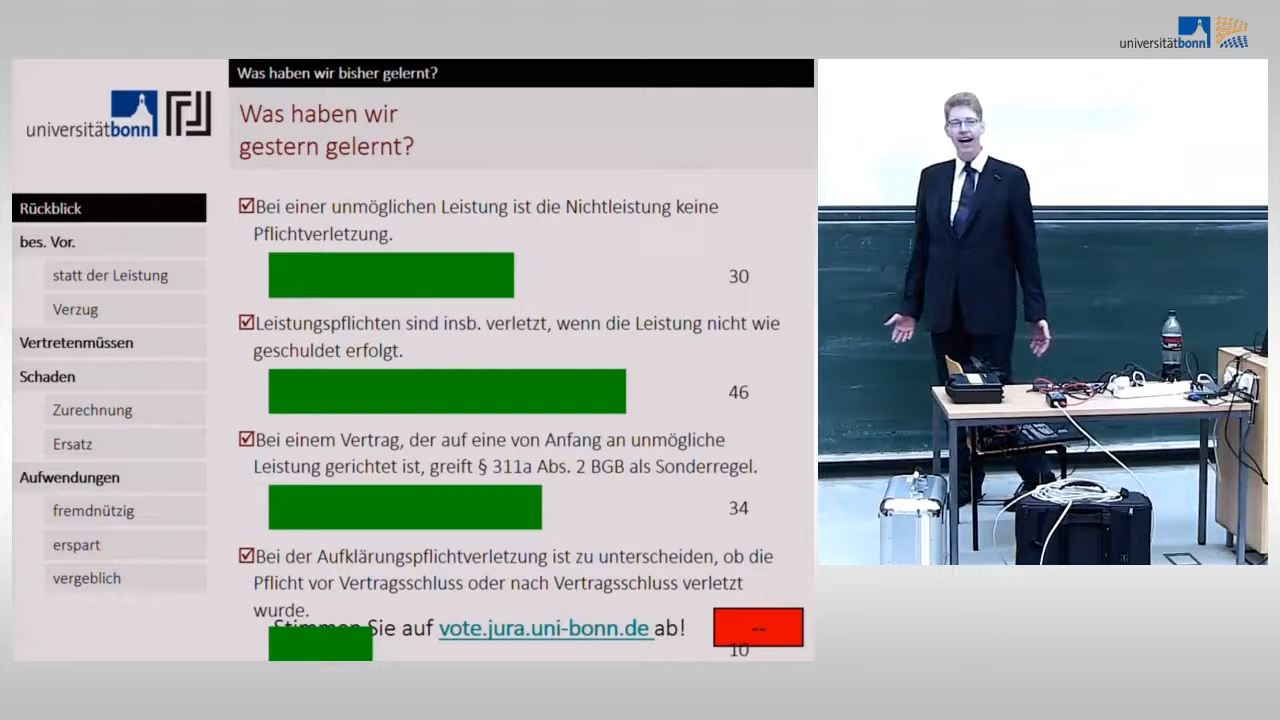 universitätbonn
Was haben wir bisher gelernt?
universitätbonn
Was haben wir
gestern gelernt?
Rückblick
bes. Vor.
statt der Leistung
Verzug
Vertretenmüssen
Schaden
Zurechnung
Ersatz
Aufwendungen
fremdnützig
erspart
vergeblich
Bei einer unmöglichen Leistung ist die Nichtleistung keine
Pflichtverletzung.
30
Leistungspflichten sind insb. verletzt, wenn die Leistung nicht wie
geschuldet erfolgt.
46
Bei einem Vertrag, der auf eine von Anfang an unmögliche
Leistung gerichtet ist, greift § 311a Abs. 2 BGB als Sonderregel.
34
Bei der Aufklärungspflichtverletzung ist zu unterscheiden, ob die
Pflicht vor Vertragsschluss oder nach Vertragsschluss verletzt
wurde.
Stimmen Sie auf vote.jura.uni-bonn.de ab!
--
10